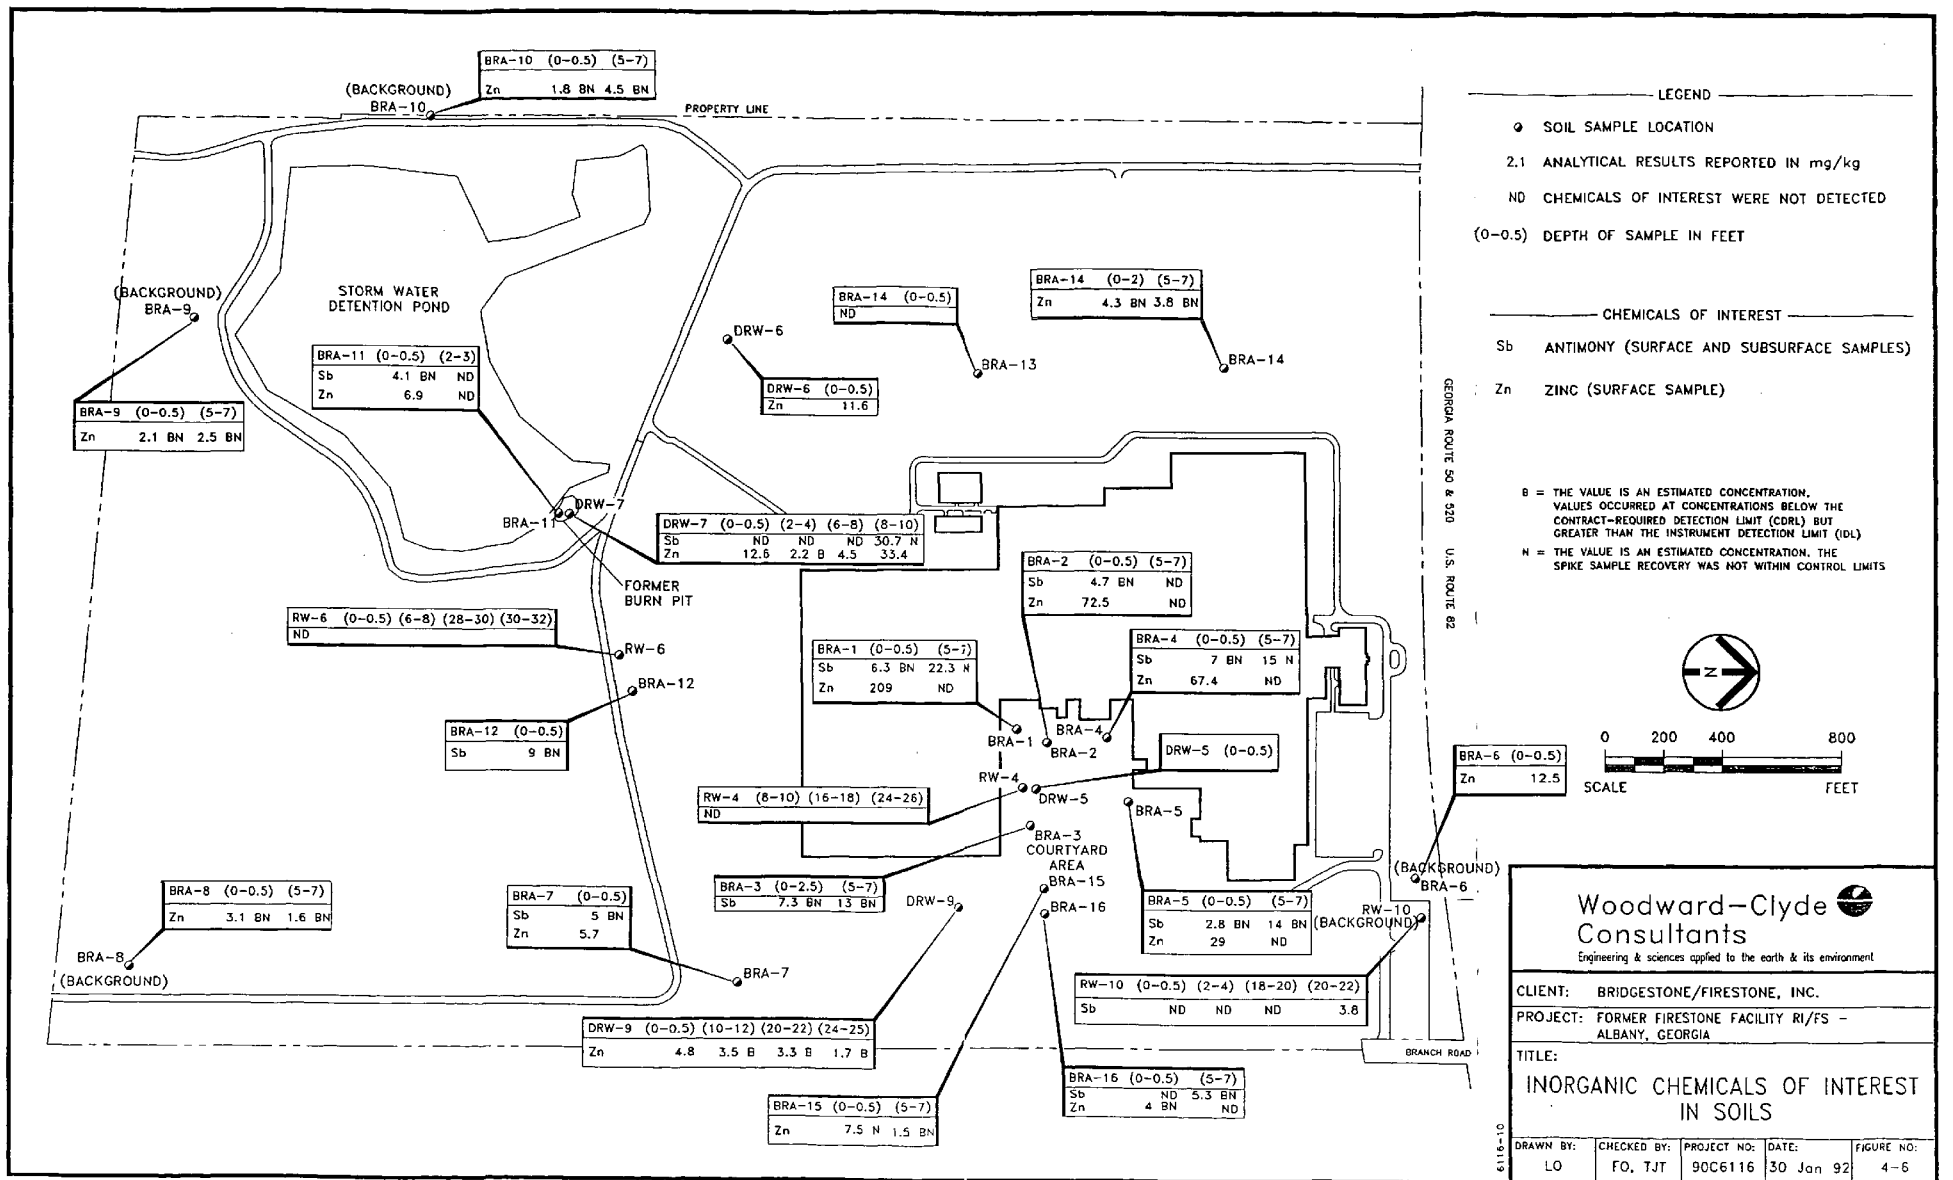 BRA-10 (0-0.5) (5-7)
Zn 1.8 BN 4.5 BN
(BACKGROUND)
BRA-10
PROPERTY LINE
LEGEND
SOIL SAMPLE LOCATION
2.1 ANALYTICAL RESULTS REPORTED IN mg/kg
ND CHEMICALS OF INTEREST WERE NOT DETECTED
(0-0.5) DEPTH OF SAMPLE IN FEET
CHEMICALS OF INTEREST
Sb ANTIMONY (SURFACE AND SUBSURFACE SAMPLES)
Zn ZINC (SURFACE SAMPLE)
B = THE VALUE IS AN ESTIMATED CONCENTRATION,
VALUES OCCURRED AT CONCENTRATIONS BELOW THE
CONTRACT-REQUIRED DETECTION LIMIT (CDRL) BUT
GREATER THAN THE INSTRUMENT DETECTION LIMIT (IDL)
N = THE VALUE IS AN ESTIMATED CONCENTRATION, THE
SPIKE SAMPLE RECOVERY WAS NOT WITHIN CONTROL LIMITS
(BACKGROUND)
BRA-9
STORM WATER
DETENTION POND
BRA-14 (0-0.5)
ND
BRA-14 (0-2) (5-7)
Zn 4.3 BN 3.8 BN
DRW-6
BRA-13
BRA-14
BRA-11 (0-0.5) (2-3)
Sb 4.1 BN ND
Zn 6.9 ND
DRW-6 (0-0.5)
Zn 11.6
BRA-9 (0-0.5) (5-7)
Zn 2.1 BN 2.5 BN
GEORGIA ROUTE 50 & 520 U.S. ROUTE 82
DRW-7
BRA-11
DRW-7 (0-0.5) (2-4) (6-8) (8-10)
Sb ND ND ND 30.7 N
Zn 12.6 2.2 B 4.5 33.4
FORMER
BURN PIT
BRA-2 (0-0.5) (5-7)
Sb 4.7 BN ND
Zn 72.5 ND
RW-6 (0-0.5) (6-8) (28-30) (30-32)
ND
RW-6
BRA-12
BRA-1 (0-0.5) (5-7)
Sb 6.3 BN 22.3 N
Zn 209 ND
BRA-4 (0-0.5) (5-7)
Sb 7 BN 15 N
Zn 67.4 ND
N
BRA-12 (0-0.5)
Sb 9 BN
BRA-1
BRA-2
BRA-4
DRW-5 (0-0.5)
0 200 400 800
SCALE FEET
BRA-6 (0-0.5)
Zn 12.5
RW-4
DRW-5
RW-4 (8-10) (16-18) (24-26)
ND
BRA-5
BRA-3
COURTYARD
AREA
BRA-15
BRA-16
(BACKGROUND)
BRA-6
RW-10
(BACKGROUND)
BRA-8 (0-0.5) (5-7)
Zn 3.1 BN 1.6 BN
BRA-7 (0-0.5)
Sb 5 BN
Zn 5.7
BRA-3 (0-2.5) (5-7)
Sb 7.3 BN 13 BN
DRW-9
BRA-5 (0-0.5) (5-7)
Sb 2.8 BN 14 BN
Zn 29 ND
BRA-8
(BACKGROUND)
BRA-7
RW-10 (0-0.5) (2-4) (18-20) (20-22)
Sb ND ND ND 3.8
DRW-9 (0-0.5) (10-12) (20-22) (24-25)
Zn 4.8 3.5 B 3.3 B 1.7 B
BRANCH ROAD
BRA-16 (0-0.5) (5-7)
Sb ND 5.3 BN
Zn 4 BN ND
BRA-15 (0-0.5) (5-7)
Zn 7.5 N 1.5 BN
6116-10
Woodward-Clyde
Consultants
Engineering & sciences applied to the earth & its environment
CLIENT: BRIDGESTONE/FIRESTONE, INC.
PROJECT: FORMER FIRESTONE FACILITY RI/FS -
ALBANY, GEORGIA
TITLE:
INORGANIC CHEMICALS OF INTEREST
IN SOILS
DRAWN BY: CHECKED BY: PROJECT NO: DATE: FIGURE NO:
LO FO, TJT 90C6116 30 Jan 92 4-6